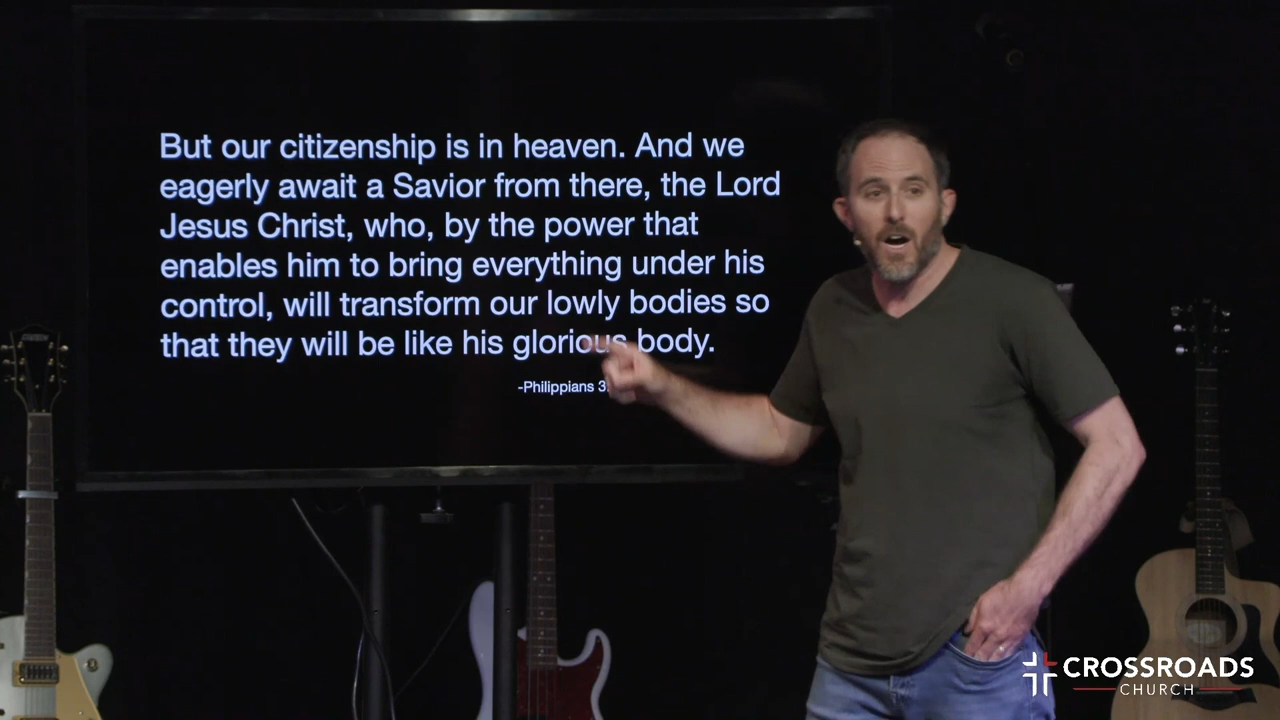 But our citizenship is in heaven. And we
eagerly await a Savior from there, the Lord
Jesus Christ, who, by the power that
enables him to bring everything under his
control, will transform our lowly bodies so
that they will be like his glorious body.
-Philippians 3:
CROSSROADS
CHURCH